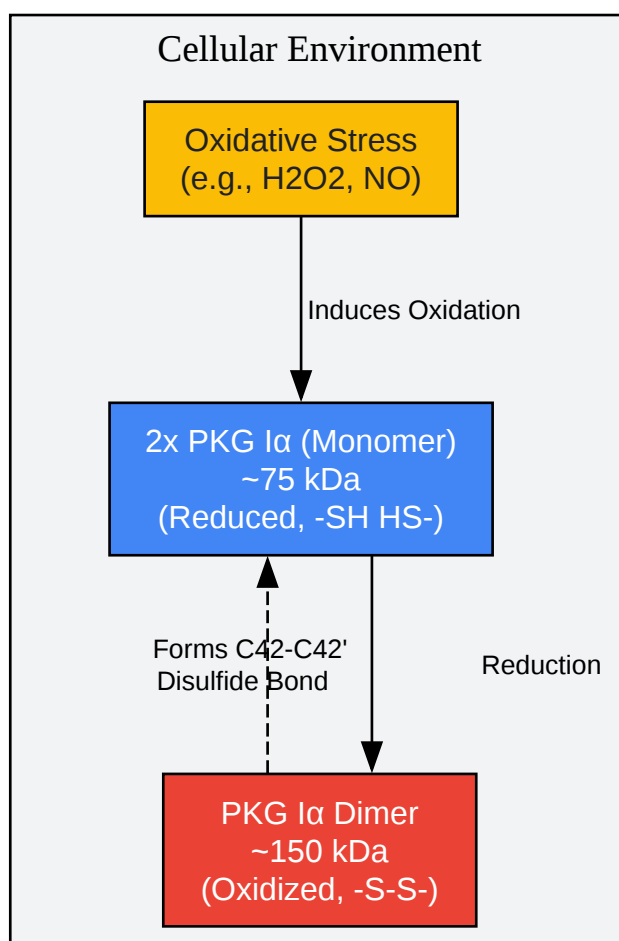 Cellular Environment
Oxidative Stress
(e.g., H2O2, NO)
Induces Oxidation
2x PKG Iα (Monomer)
~75 kDa
(Reduced, -SH HS-)
Forms C42-C42'
Disulfide Bond
Reduction
PKG Iα Dimer
~150 kDa
(Oxidized, -S-S-)